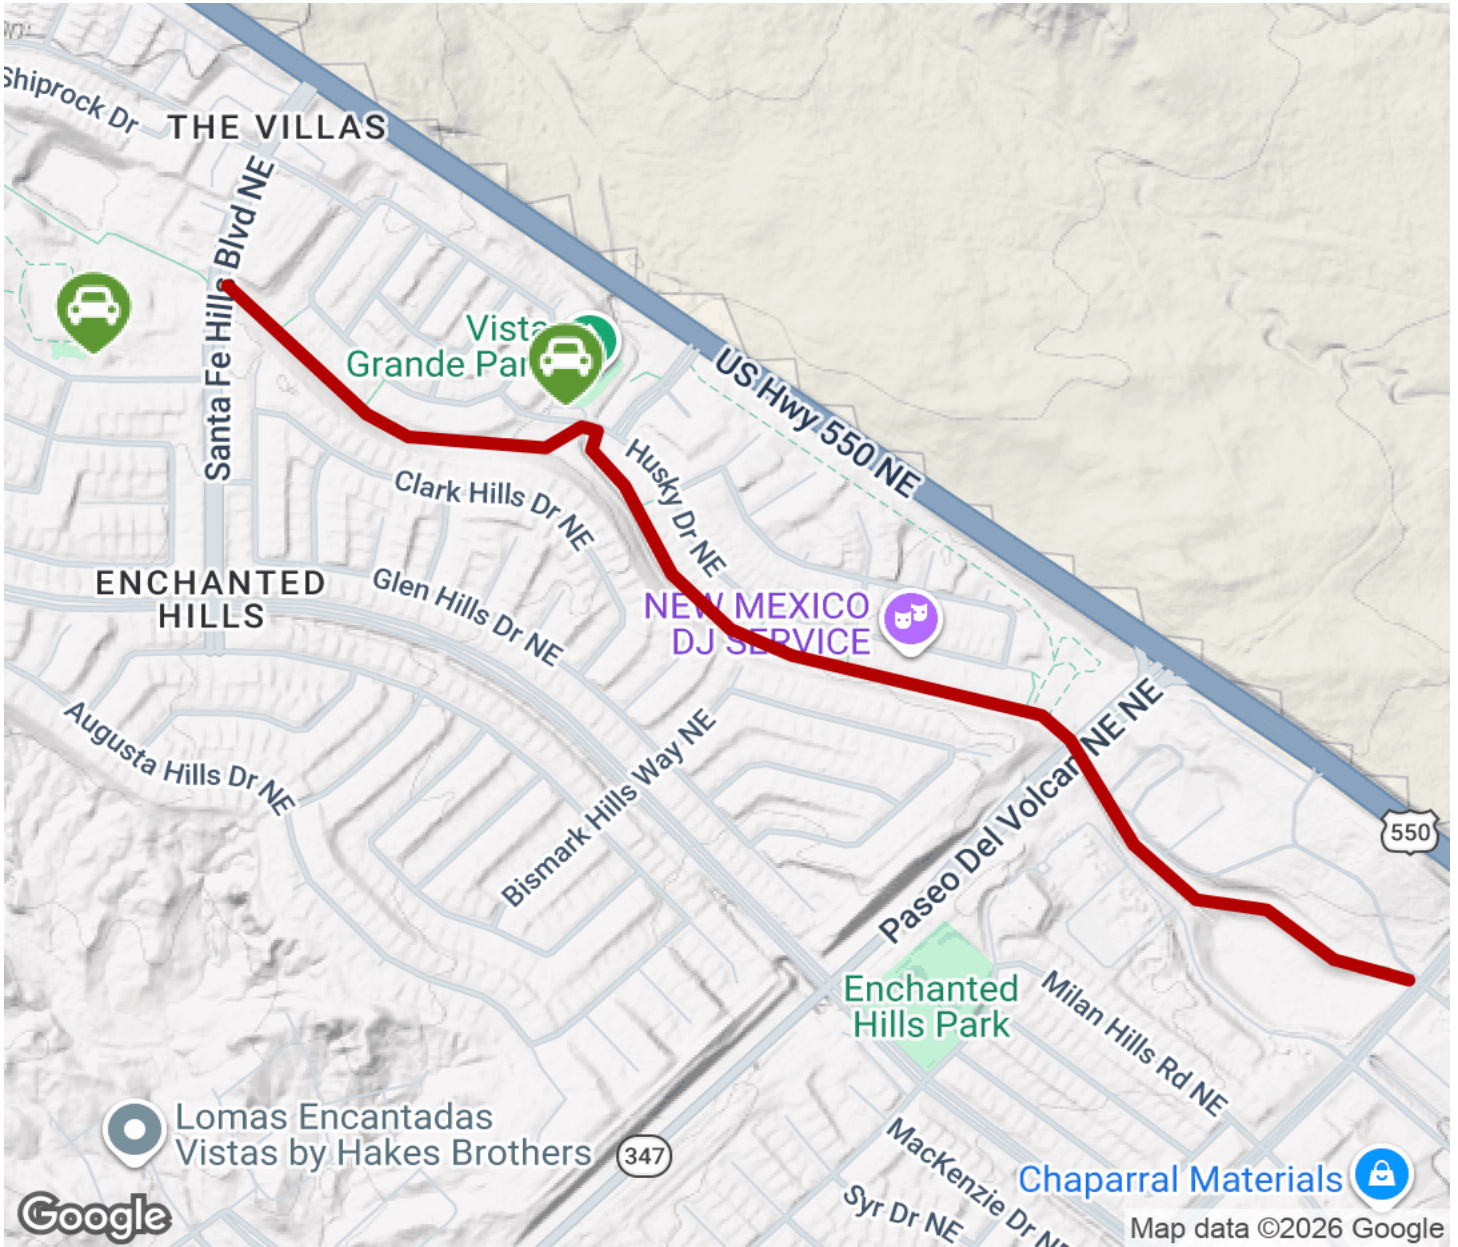 Shiprock Dr
THE VILLAS
Santa Fe Hills Blvd NE
Vista
Grande Par
US Hwy 550 NE
Husky Dr NE
Clark Hills Dr NE
ENCHANTED
HILLS
Glen Hills Dr NE
NEW MEXICO
DJ SERVICE
Augusta Hills Dr NE
Bismark Hills Way NE
Paseo Del Volcan NE NE
550
Enchanted
Hills Park
Milan Hills Rd NE
Lomas Encantadas
Vistas by Hakes Brothers
347
MacKenzie Dr NE
Chaparral Materials
Syr Dr NE
Google
Map data ©2026 Google